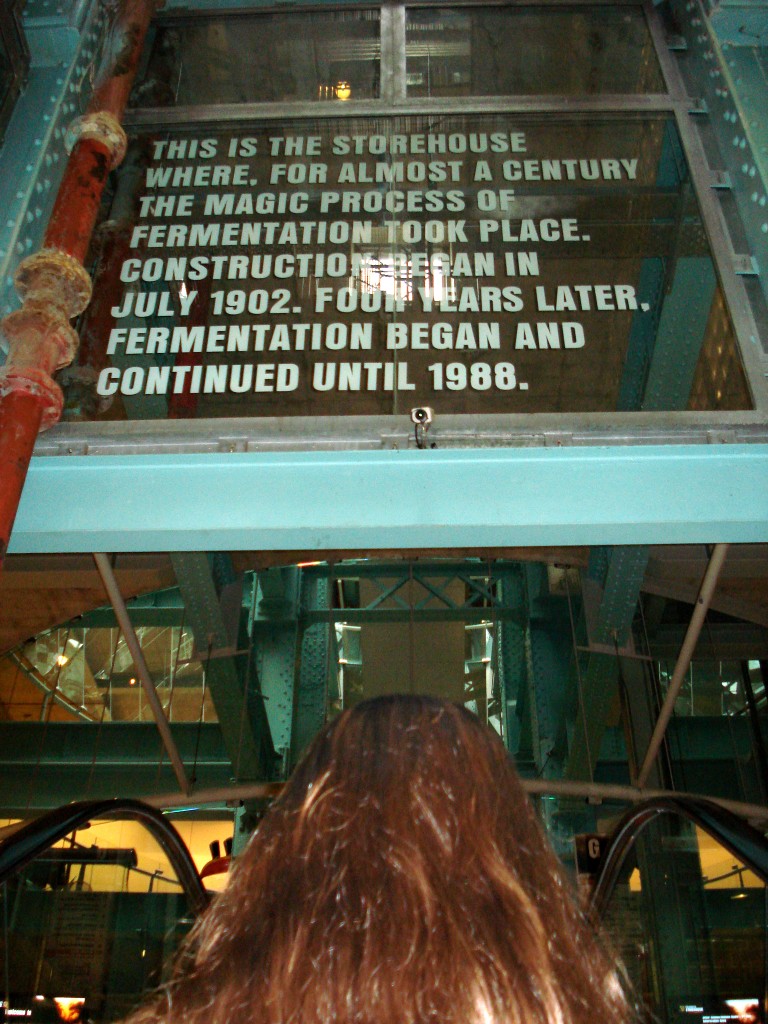 THIS IS THE STOREHOUSE
WHERE, FOR ALMOST A CENTURY
THE MAGIC PROCESS OF
FERMENTATION TOOK PLACE.
CONSTRUCTION BEGAN IN
JULY 1902. FOUR YEARS LATER,
FERMENTATION BEGAN AND
CONTINUED UNTIL 1988.
G